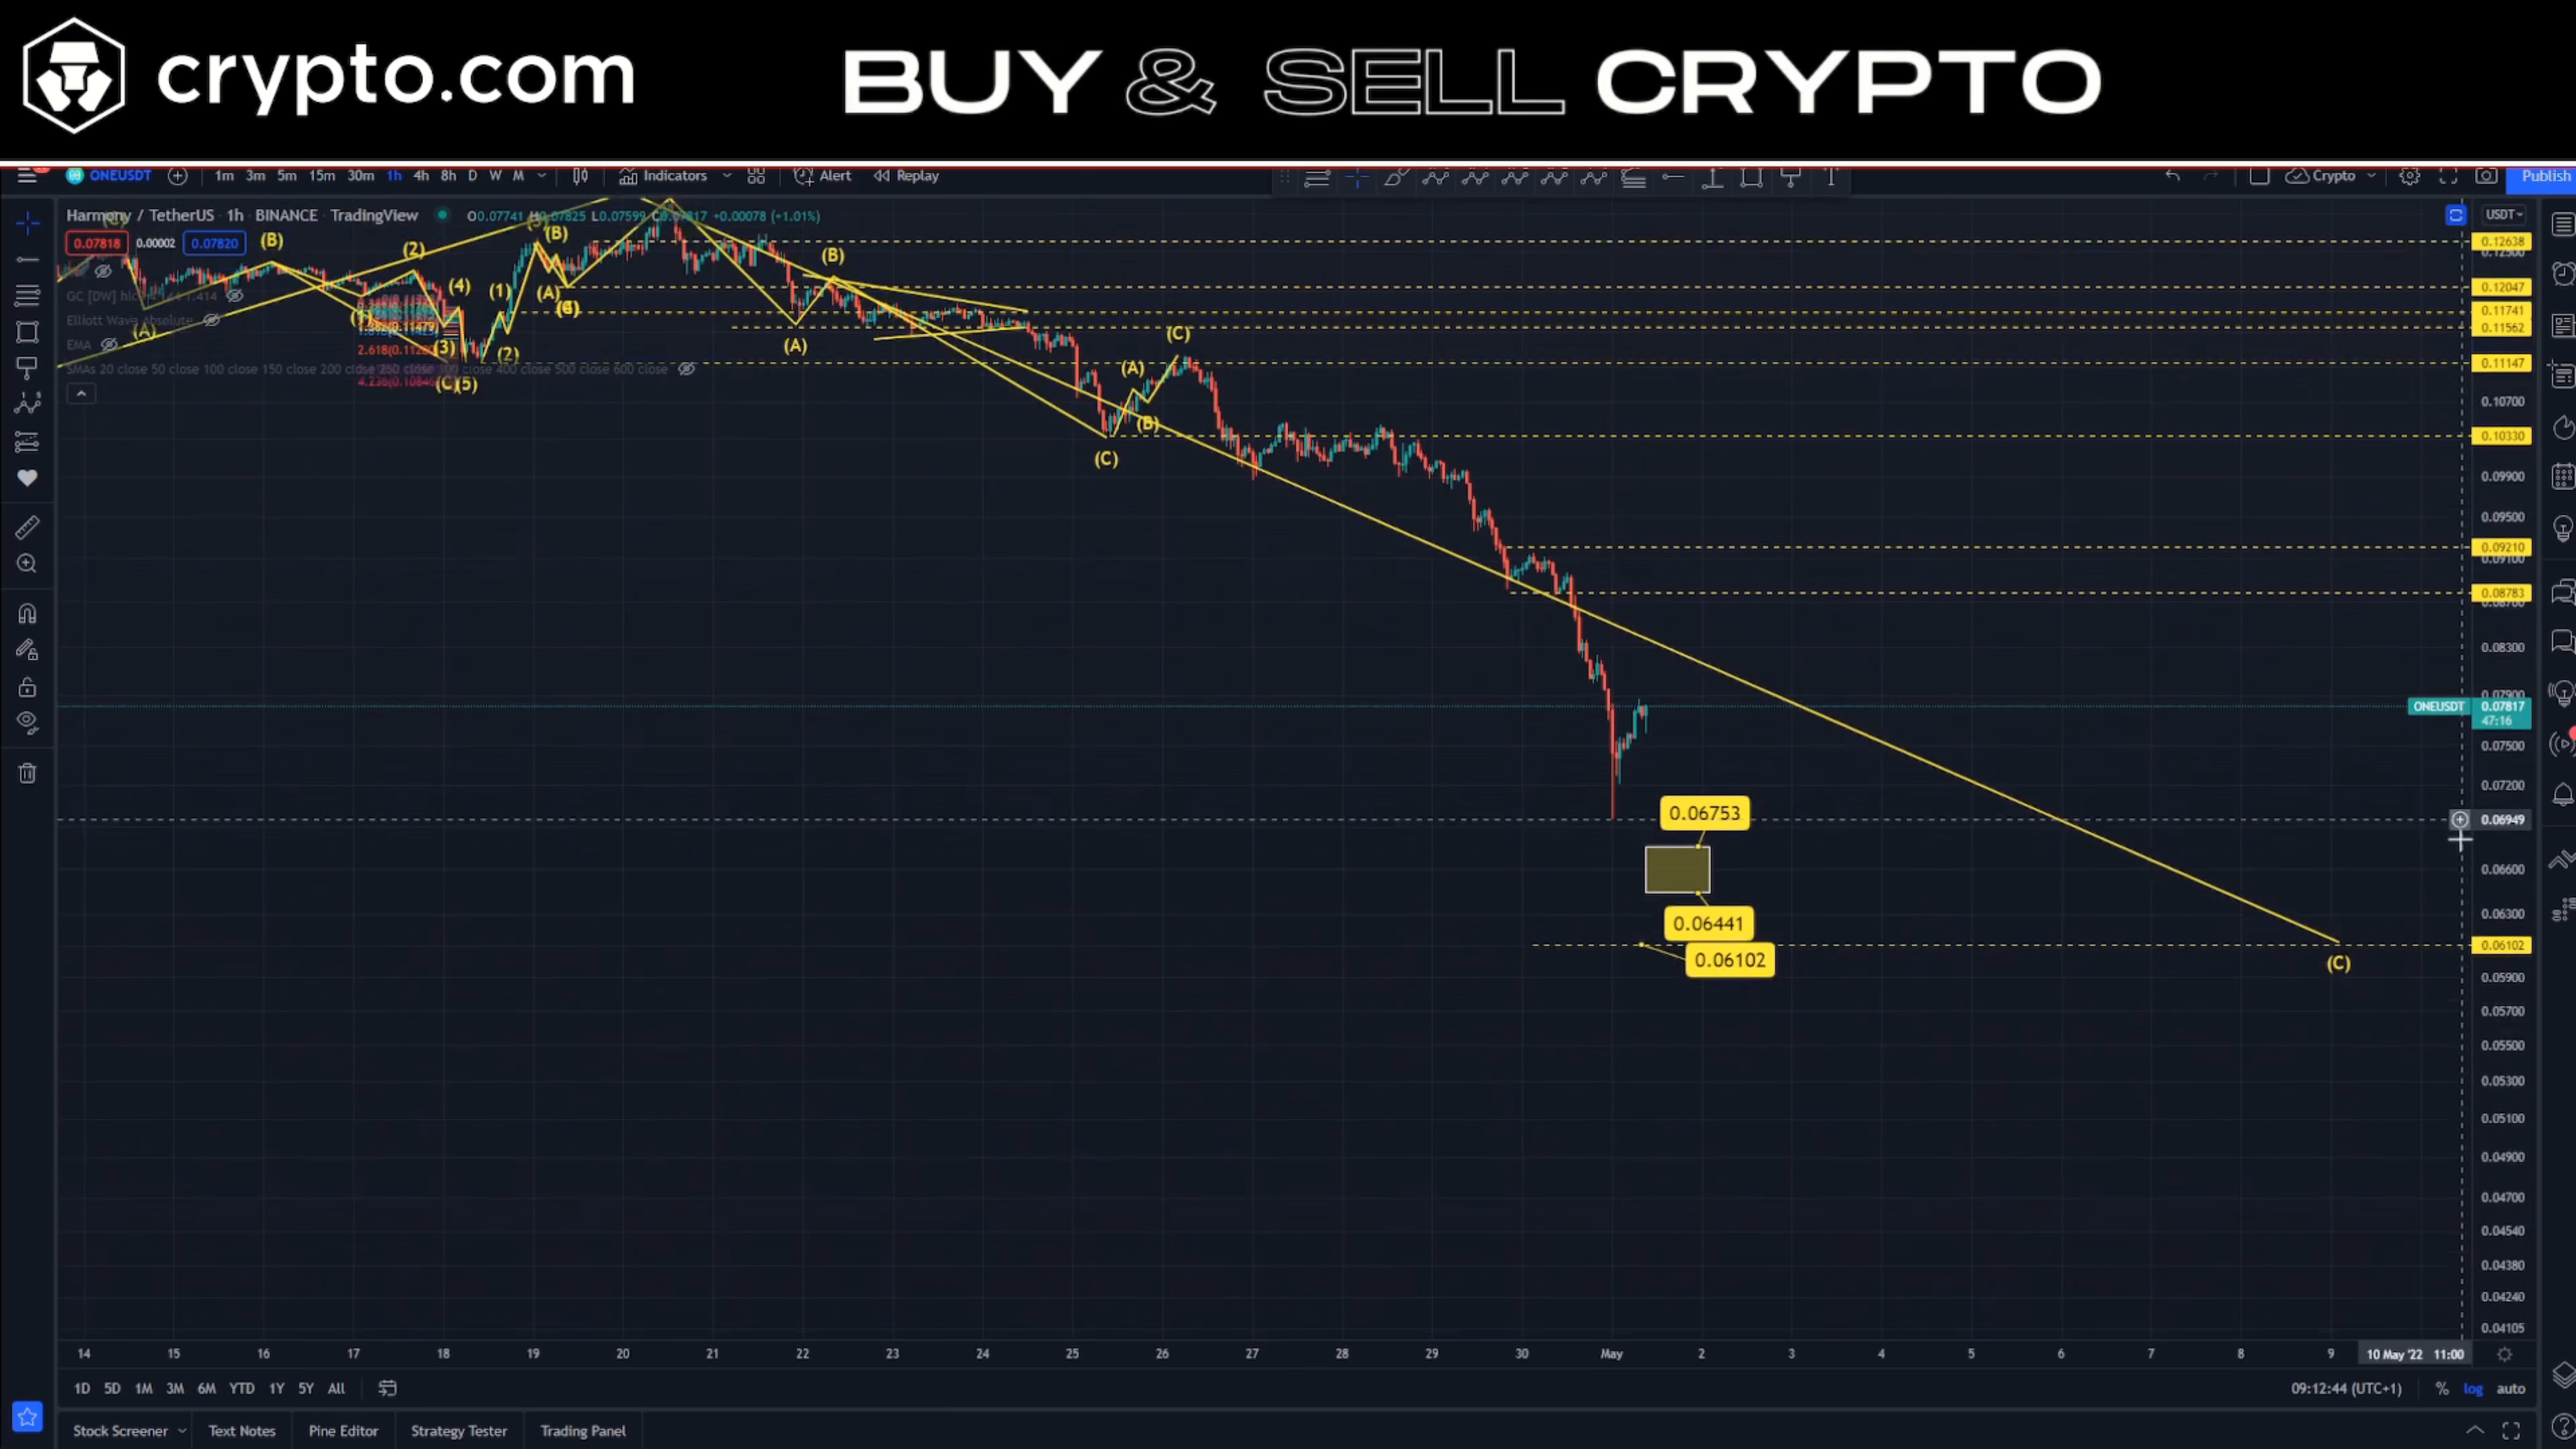 crypto.com BUY & SELL CRYPTO
ONEUSDT 1m 3m 5m 15m 30m 1h 4h 8h D W M Indicators Alert Replay Crypto Publish
Harmony / TetherUS · 1h · BINANCE · TradingView O0.07741 H0.07825 L0.07599 C0.07817 +0.00078 (+1.01%) USDT
0.07818 0.00002 0.07820
(B) (2) (B) (B)
0.12638
0.12500
(4) (1) (A) 0.12047
GC [DW]
0.11741
Elliott Wave Absolute
0.11562
(A) (3) (2) (A) (C)
EMA
2.618
SMAs 20 close 50 close 100 close 150 close 200 close 250 close 300 close 400 close 500 close 600 close
0.11147
(C)(5) (A)
0.10700
(B)
0.10330
(C)
0.09900
0.09500
0.09210
0.09100
0.08783
0.08700
0.08300
0.07900
ONEUSDT 0.07817
47:16
0.07500
0.07200
0.06753
0.06949
0.06600
0.06441
0.06300
0.06102
0.06102
(C)
0.05900
0.05700
0.05500
0.05300
0.05100
0.04900
0.04700
0.04540
0.04380
0.04240
0.04105
14 15 16 17 18 19 20 21 22 23 24 25 26 27 28 29 30 May 2 3 4 5 6 7 8 9 10 May '22 11:00
1D 5D 1M 3M 6M YTD 1Y 5Y All 09:12:44 (UTC+1) % log auto
Stock Screener Text Notes Pine Editor Strategy Tester Trading Panel